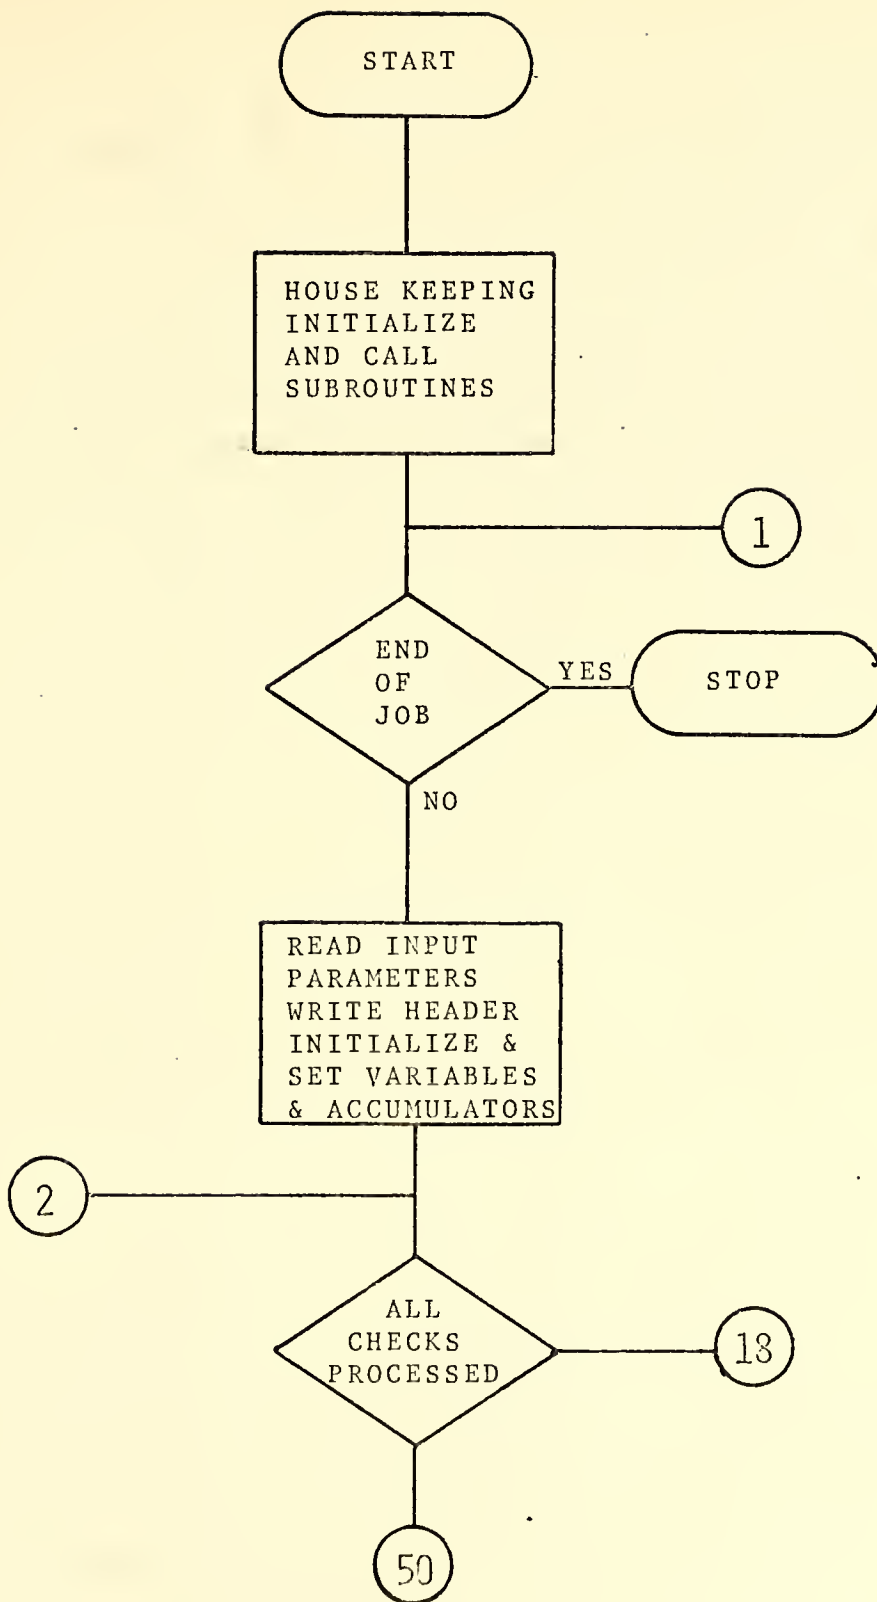 START
HOUSE KEEPING
INITIALIZE
AND CALL
SUBROUTINES
1
END
OF
JOB
YES
STOP
NO
READ INPUT
PARAMETERS
WRITE HEADER
INITIALIZE &
SET VARIABLES
& ACCUMULATORS
2
ALL
CHECKS
PROCESSED
18
50